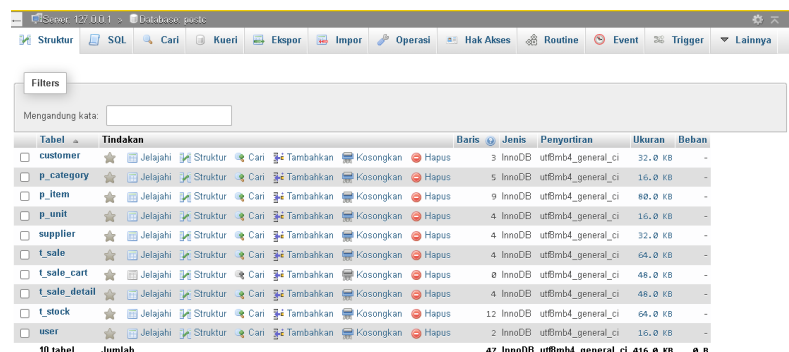 Server: 127.0.0.1 » Database: postc
Struktur SQL Cari Kueri Ekspor Impor Operasi Hak Akses Routine Event Trigger Lainnya
Filters
Mengandung kata:
Tabel Tindakan Baris Jenis Penyortiran Ukuran Beban
customer Jelajahi Struktur Cari Tambahkan Kosongkan Hapus 3 InnoDB utf8mb4_general_ci 32.0 KB -
p_category Jelajahi Struktur Cari Tambahkan Kosongkan Hapus 5 InnoDB utf8mb4_general_ci 16.0 KB -
p_item Jelajahi Struktur Cari Tambahkan Kosongkan Hapus 9 InnoDB utf8mb4_general_ci 80.0 KB -
p_unit Jelajahi Struktur Cari Tambahkan Kosongkan Hapus 4 InnoDB utf8mb4_general_ci 16.0 KB -
supplier Jelajahi Struktur Cari Tambahkan Kosongkan Hapus 4 InnoDB utf8mb4_general_ci 32.0 KB -
t_sale Jelajahi Struktur Cari Tambahkan Kosongkan Hapus 4 InnoDB utf8mb4_general_ci 64.0 KB -
t_sale_cart Jelajahi Struktur Cari Tambahkan Kosongkan Hapus 0 InnoDB utf8mb4_general_ci 48.0 KB -
t_sale_detail Jelajahi Struktur Cari Tambahkan Kosongkan Hapus 4 InnoDB utf8mb4_general_ci 48.0 KB -
t_stock Jelajahi Struktur Cari Tambahkan Kosongkan Hapus 12 InnoDB utf8mb4_general_ci 64.0 KB -
user Jelajahi Struktur Cari Tambahkan Kosongkan Hapus 2 InnoDB utf8mb4_general_ci 16.0 KB -
10 tabel Jumlah 47 InnoDB utf8mb4_general_ci 416.0 KB 0 B